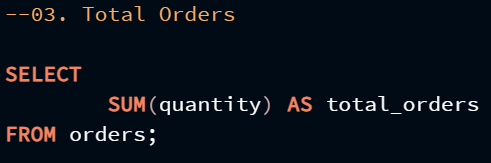 --03. Total Orders
SELECT
SUM(quantity) AS total_orders
FROM orders;